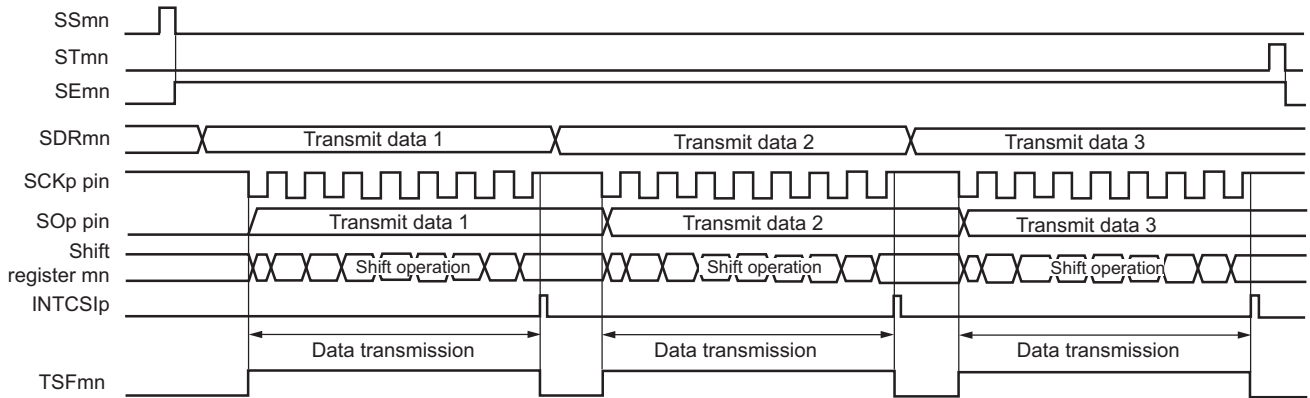 SSmn
STmn
SEmn
SDRmn Transmit data 1 Transmit data 2 Transmit data 3
SCKp pin
SOp pin Transmit data 1 Transmit data 2 Transmit data 3
Shift
register mn Shift operation Shift operation Shift operation
INTCSIp
Data transmission Data transmission Data transmission
TSFmn